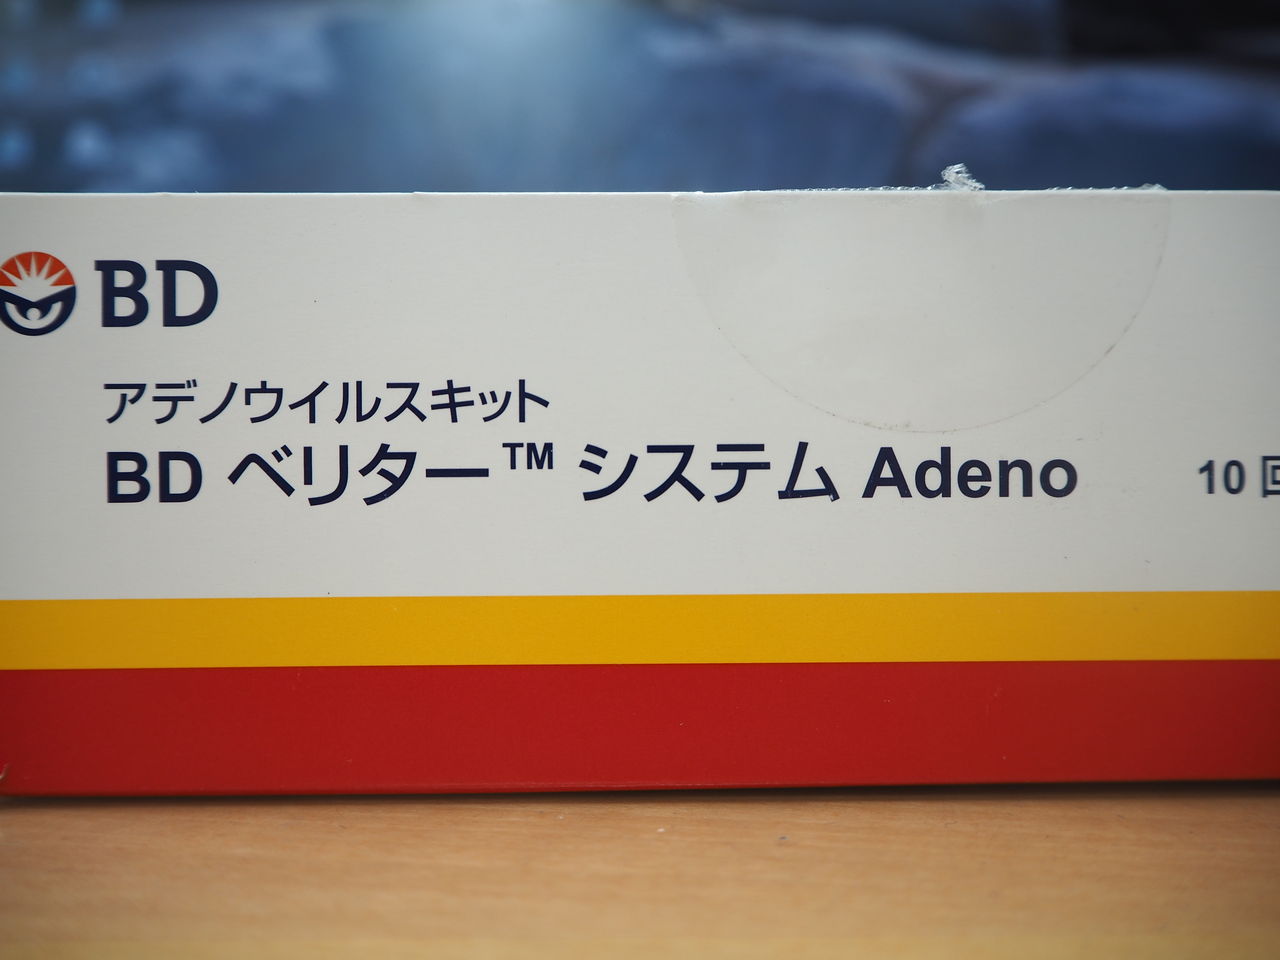 BD
アデノウイルスキット
BD ベリター™ システム Adeno
10 回